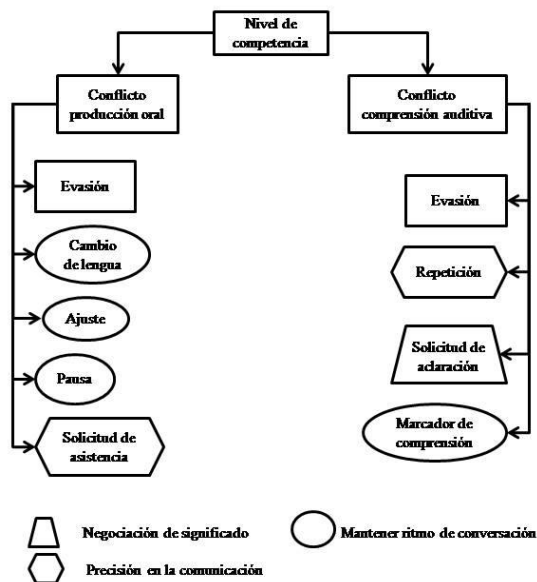 Nivel de
competencia
Conflicto
producción oral
Conflicto
comprensión auditiva
Evasión
Cambio
de lengua
Ajuste
Pausa
Solicitud de
asistencia
Evasión
Repetición
Solicitud de
aclaración
Marcador de
comprensión
Negociación de significado
Mantener ritmo de conversación
Precisión en la comunicación